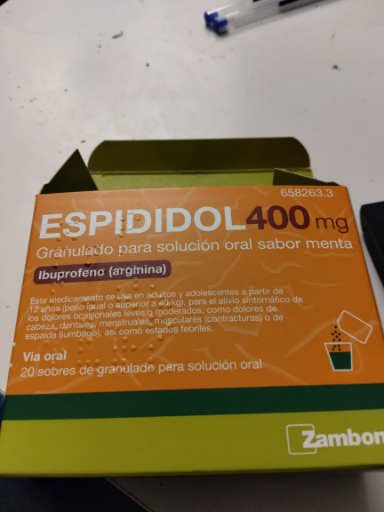 658263.3
ESPIDIDOL 400 mg
Granulado para solución oral sabor menta
Ibuprofeno (arginina)
Este medicamento se usa en adultos y adolescentes a partir de
12 años (peso igual o superior a 40 kg), para el alivio sintomático de
los dolores ocasionales leves o moderados, como dolores de
cabeza, dentales, menstruales, musculares (contracturas) o de
espalda (lumbago), así como estados febriles.
Vía oral
20 sobres de granulado para solución oral
Zambon